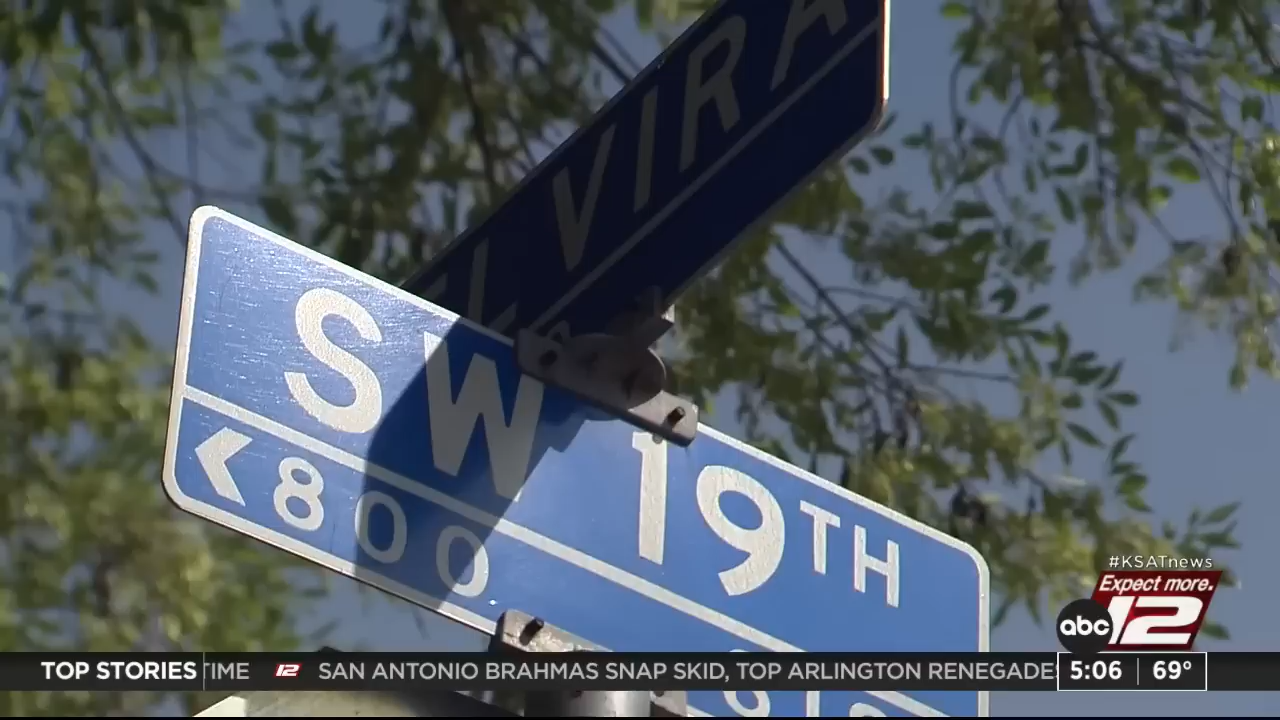 ELVIRA
SW 19TH
<800
#KSATnews
Expect more.
abc 12
TOP STORIES TIME 12 SAN ANTONIO BRAHMAS SNAP SKID, TOP ARLINGTON RENEGADE 5:06 69°